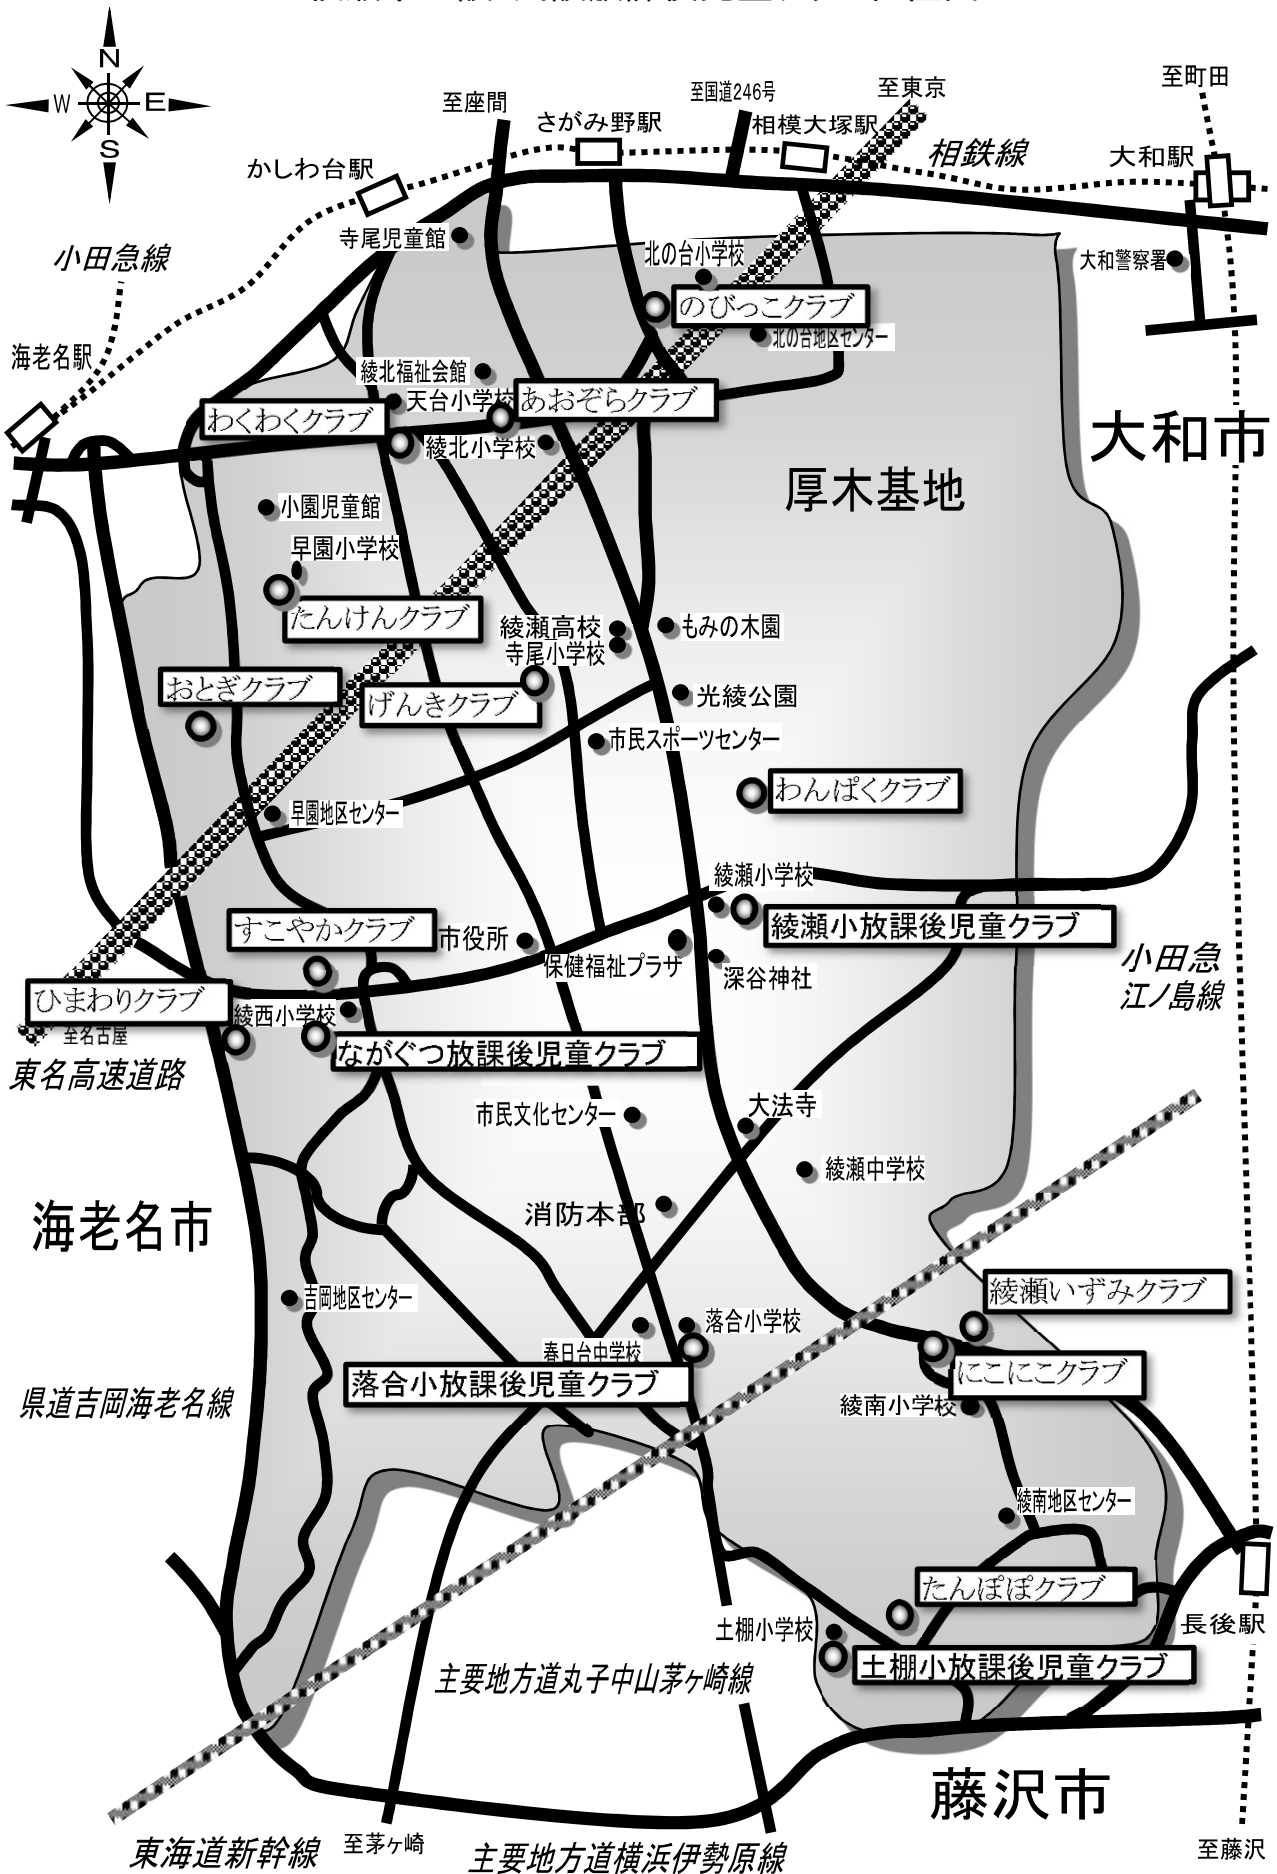 N
W
E
S
至座間
至国道246号
至東京
至町田
さがみ野駅
相模大塚駅
相鉄線
大和駅
かしわ台駅
寺尾児童館
北の台小学校
大和警察署
小田急線
のびっこクラブ
北の台地区センター
海老名駅
綾北福祉会館
天台小学校
あおぞらクラブ
わくわくクラブ
綾北小学校
大和市
厚木基地
小園児童館
早園小学校
たんけんクラブ
綾瀬高校
もみの木園
寺尾小学校
おとぎクラブ
げんきクラブ
光綾公園
市民スポーツセンター
わんぱくクラブ
早園地区センター
綾瀬小学校
すこやかクラブ
市役所
綾瀬小放課後児童クラブ
保健福祉プラザ
深谷神社
小田急
江ノ島線
ひまわりクラブ
綾西小学校
至名古屋
ながぐつ放課後児童クラブ
東名高速道路
市民文化センター
大法寺
綾瀬中学校
海老名市
消防本部
吉岡地区センター
綾瀬いずみクラブ
落合小学校
春日台中学校
落合小放課後児童クラブ
にこにこクラブ
県道吉岡海老名線
綾南小学校
綾南地区センター
たんぽぽクラブ
土棚小学校
長後駅
土棚小放課後児童クラブ
主要地方道丸子中山茅ヶ崎線
藤沢市
東海道新幹線
至茅ヶ崎
主要地方道横浜伊勢原線
至藤沢